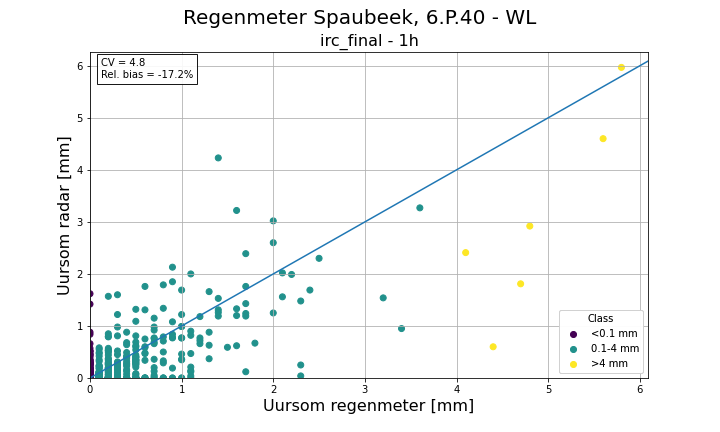 Regenmeter Spaubeek, 6.P.40 - WL
irc_final - 1h
CV = 4.8
Rel. bias = -17.2%
Uursom radar [mm]
6
5
4
3
2
1
0
0 1 2 3 4 5 6
Uursom regenmeter [mm]
Class
<0.1 mm
0.1-4 mm
>4 mm